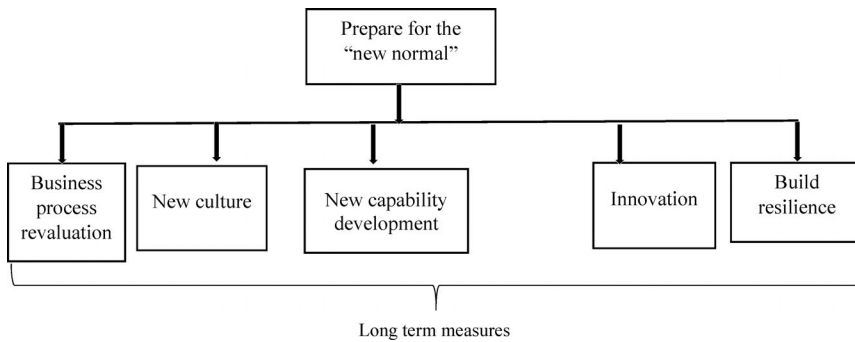 Prepare for the
“new normal”
Business
process
revaluation
New culture
New capability
development
Innovation
Build
resilience
Long term measures